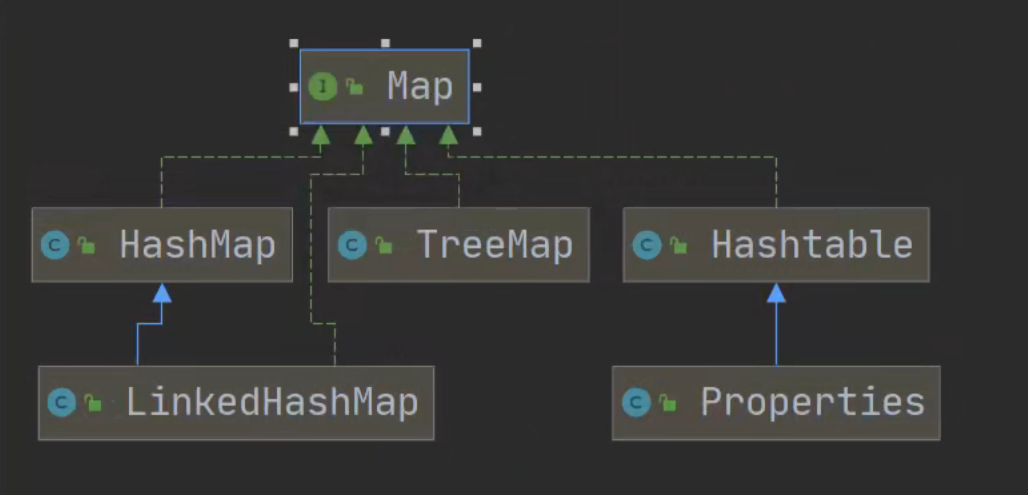 Map
HashMap
TreeMap
Hashtable
LinkedHashMap
Properties